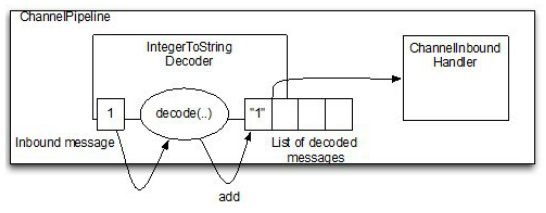 ChannelPipeline
IntegerToString
Decoder
ChannelInbound
Handler
1
decode(..)
"1"
Inbound message
List of decoded
messages
add